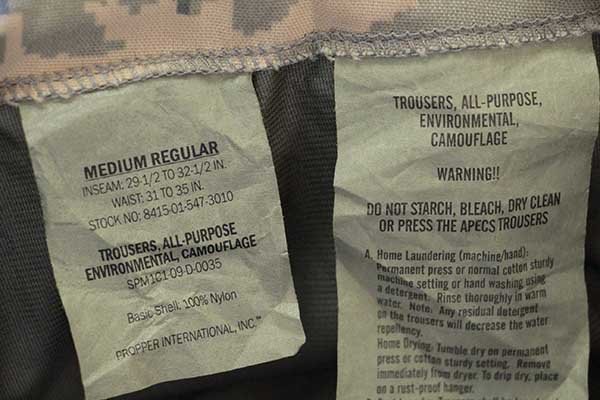 MEDIUM REGULAR
INSEAM: 29-1/2 TO 32-1/2 IN.
WAIST: 31 TO 35 IN.
STOCK NO: 8415-01-547-3010
TROUSERS, ALL-PURPOSE
ENVIRONMENTAL, CAMOUFLAGE
SPM1C1-09-D-0035
Basic Shell: 100% Nylon
PROPPER INTERNATIONAL, INC.™
TROUSERS, ALL-PURPOSE,
ENVIRONMENTAL,
CAMOUFLAGE
WARNING!!
DO NOT STARCH, BLEACH, DRY CLEAN
OR PRESS THE APECS TROUSERS
A. Home Laundering (machine/hand):
Permanent press or normal cotton sturdy
machine setting or hand washing using
a detergent. Rinse thoroughly in warm
water. Note: Any residual detergent
on the trousers will decrease the water
repellency.
Home Drying: Tumble dry on permanent
press or cotton sturdy setting. Remove
immediately from dryer. To drip dry, place
on a rust-proof hanger.